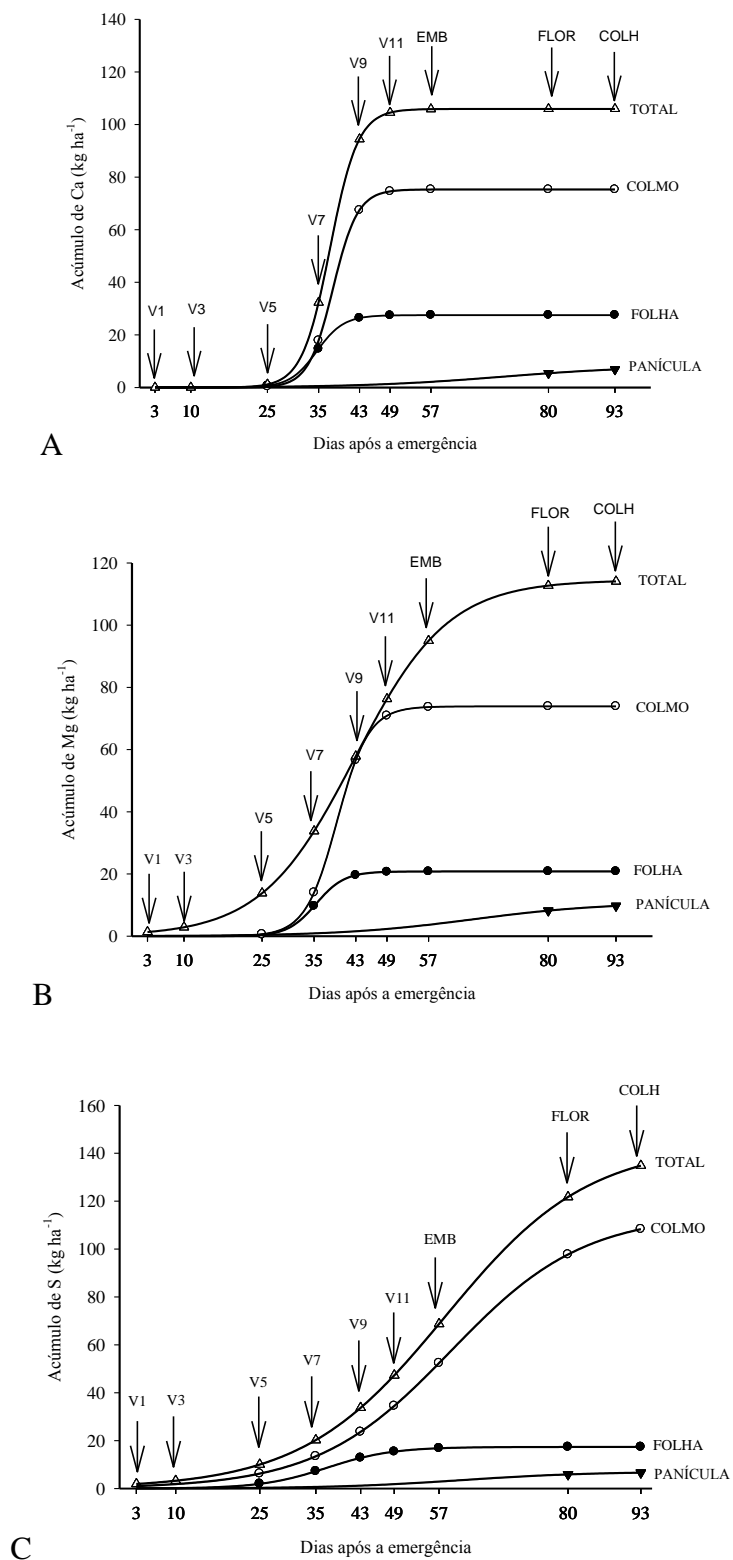 140
120
100
80
60
40
20
0
Acúmulo de Ca (kg ha-1)
V1
V3
V5
V7
V9
V11
EMB
FLOR
COLH
TOTAL
COLMO
FOLHA
PANÍCULA
3 10 25 35 43 49 57 80 93
Dias após a emergência
A
120
100
80
60
40
20
0
Acúmulo de Mg (kg ha-1)
V1
V3
V5
V7
V9
V11
EMB
FLOR
COLH
TOTAL
COLMO
FOLHA
PANÍCULA
3 10 25 35 43 49 57 80 93
Dias após a emergência
B
160
140
120
100
80
60
40
20
0
Acúmulo de S (kg ha-1)
V1
V3
V5
V7
V9
V11
EMB
FLOR
COLH
TOTAL
COLMO
FOLHA
PANÍCULA
3 10 25 35 43 49 57 80 93
Dias após a emergência
C